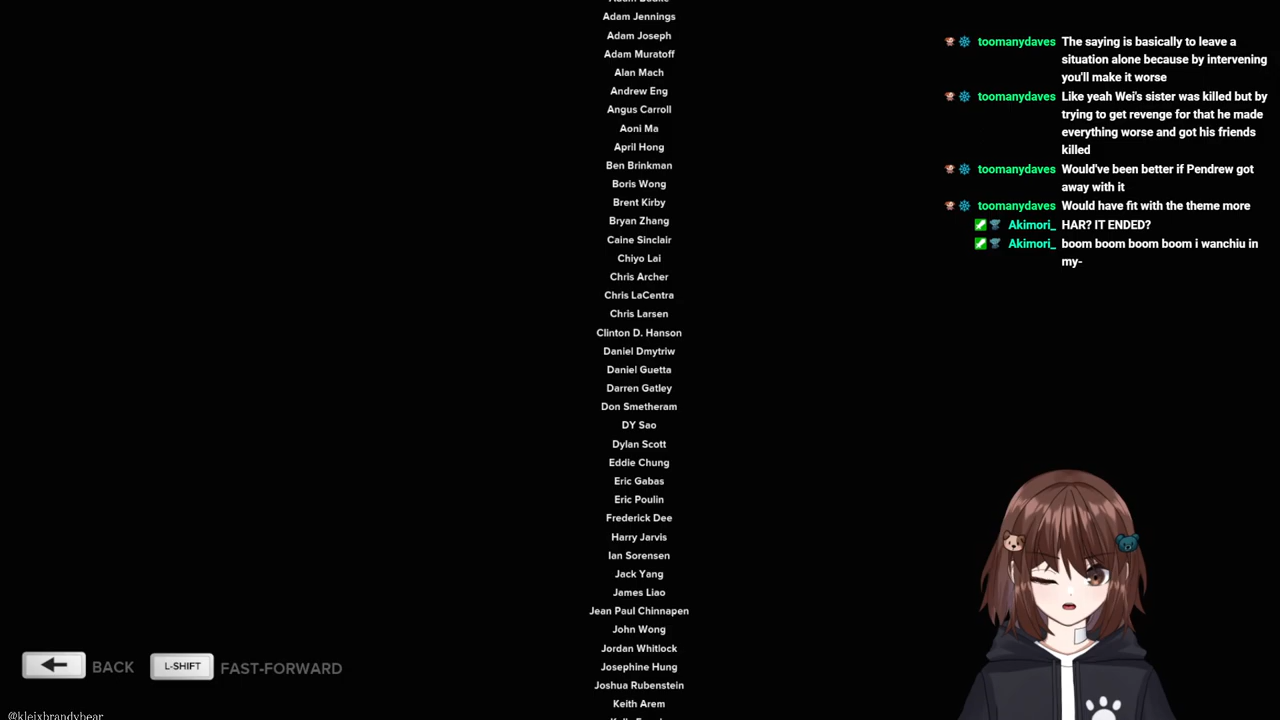 Adam Jennings
Adam Joseph
Adam Muratoff
Alan Mach
Andrew Eng
Angus Carroll
Aoni Ma
April Hong
Ben Brinkman
Boris Wong
Brent Kirby
Bryan Zhang
Caine Sinclair
Chiyo Lai
Chris Archer
Chris LaCentra
Chris Larsen
Clinton D. Hanson
Daniel Dmytriw
Daniel Guetta
Darren Gatley
Don Smetheram
DY Sao
Dylan Scott
Eddie Chung
Eric Gabas
Eric Poulin
Frederick Dee
Harry Jarvis
Ian Sorensen
Jack Yang
James Liao
Jean Paul Chinnapen
John Wong
Jordan Whitlock
Josephine Hung
Joshua Rubenstein
Keith Arem
toomanydaves The saying is basically to leave a
situation alone because by intervening
you'll make it worse
toomanydaves Like yeah Wei's sister was killed but by
trying to get revenge for that he made
everything worse and got his friends
killed
toomanydaves Would've been better if Pendrew got
away with it
toomanydaves Would have fit with the theme more
Akimori_ HAR? IT ENDED?
Akimori_ boom boom boom boom i wanchiu in
my-
BACK L-SHIFT FAST-FORWARD
@kleixbrandybear